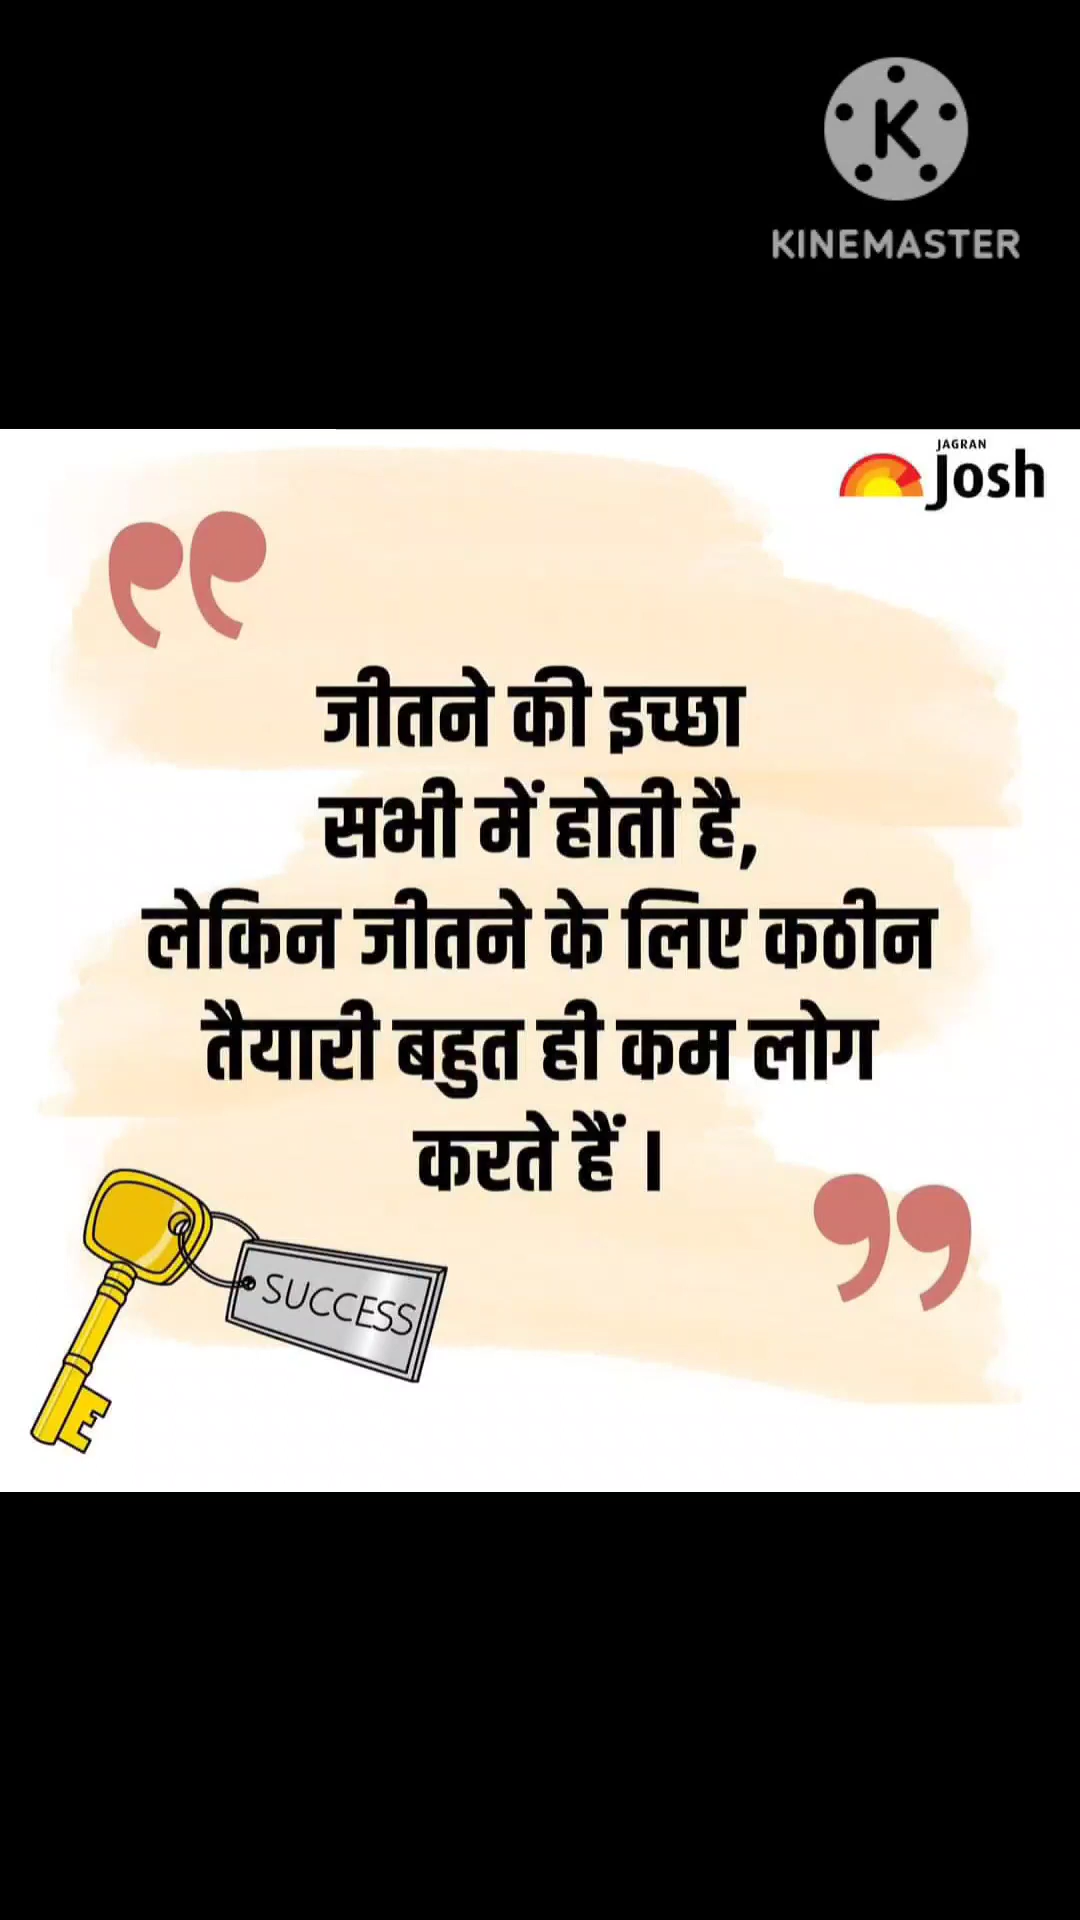 KINEMASTER
JAGRAN
Josh
जीतने की इच्छा
सभी में होती है,
लेकिन जीतने के लिए कठीन
तैयारी बहुत ही कम लोग
करते हैं ।
SUCCESS